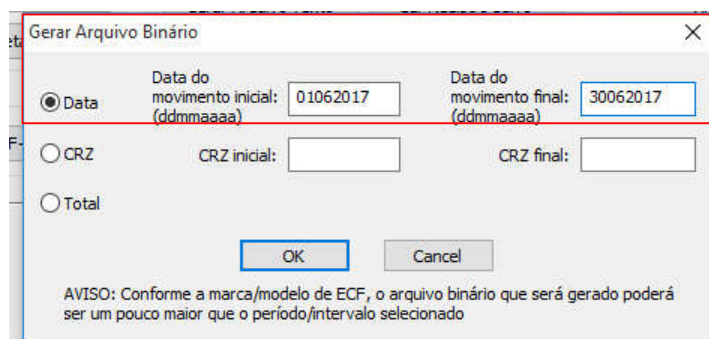 Gerar Arquivo Binário
Data do
movimento inicial:
(ddmmaaaa)
01062017
Data do
movimento final:
(ddmmaaaa)
30062017
Data
CRZ
CRZ inicial:
CRZ final:
Total
OK
Cancel
AVISO: Conforme a marca/modelo de ECF, o arquivo binário que será gerado poderá
ser um pouco maior que o período/intervalo selecionado